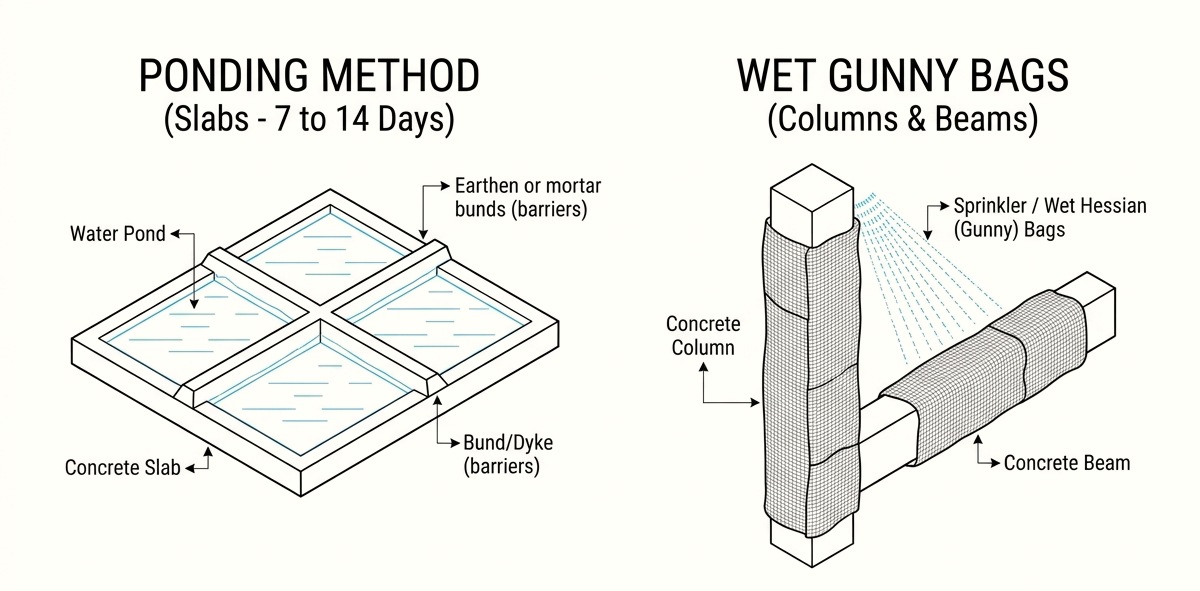 PONDING METHOD
(Slabs - 7 to 14 Days)
Earthen or mortar
bunds (barriers)
Water Pond
Concrete Slab
Bund/Dyke
(barriers)
WET GUNNY BAGS
(Columns & Beams)
Sprinkler / Wet Hessian
(Gunny) Bags
Concrete
Column
Concrete Beam